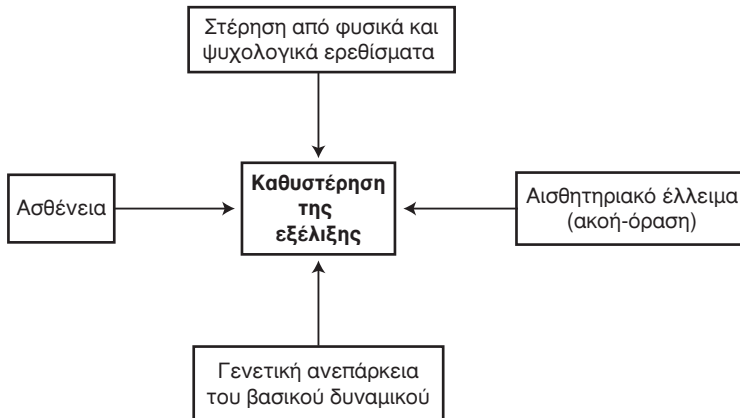 Στέρηση από φυσικά και
ψυχολογικά ερεθίσματα
Ασθένεια
Καθυστέρηση
της
εξέλιξης
Αισθητηριακό έλλειμα
(ακοή-όραση)
Γενετική ανεπάρκεια
του βασικού δυναμικού